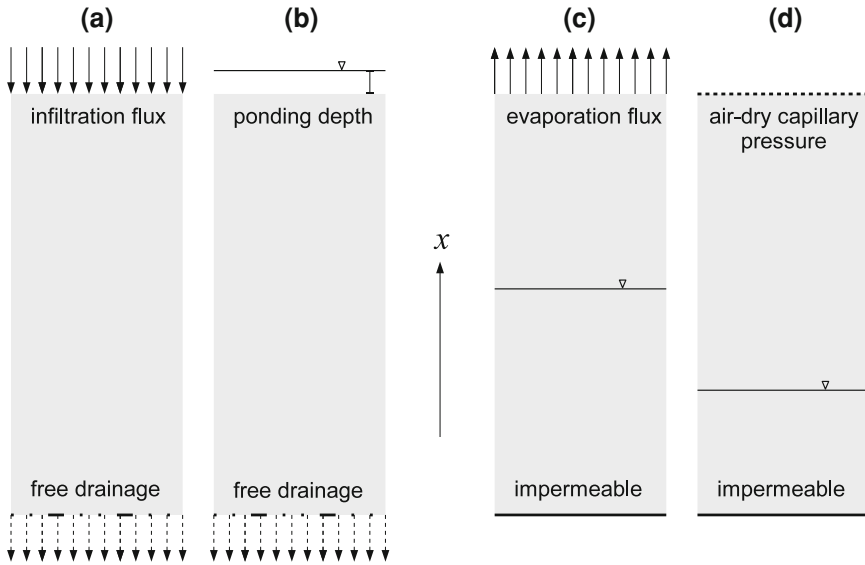 (a)
(b)
(c)
(d)
infiltration flux
ponding depth
evaporation flux
air-dry capillary
pressure
x
free drainage
free drainage
impermeable
impermeable